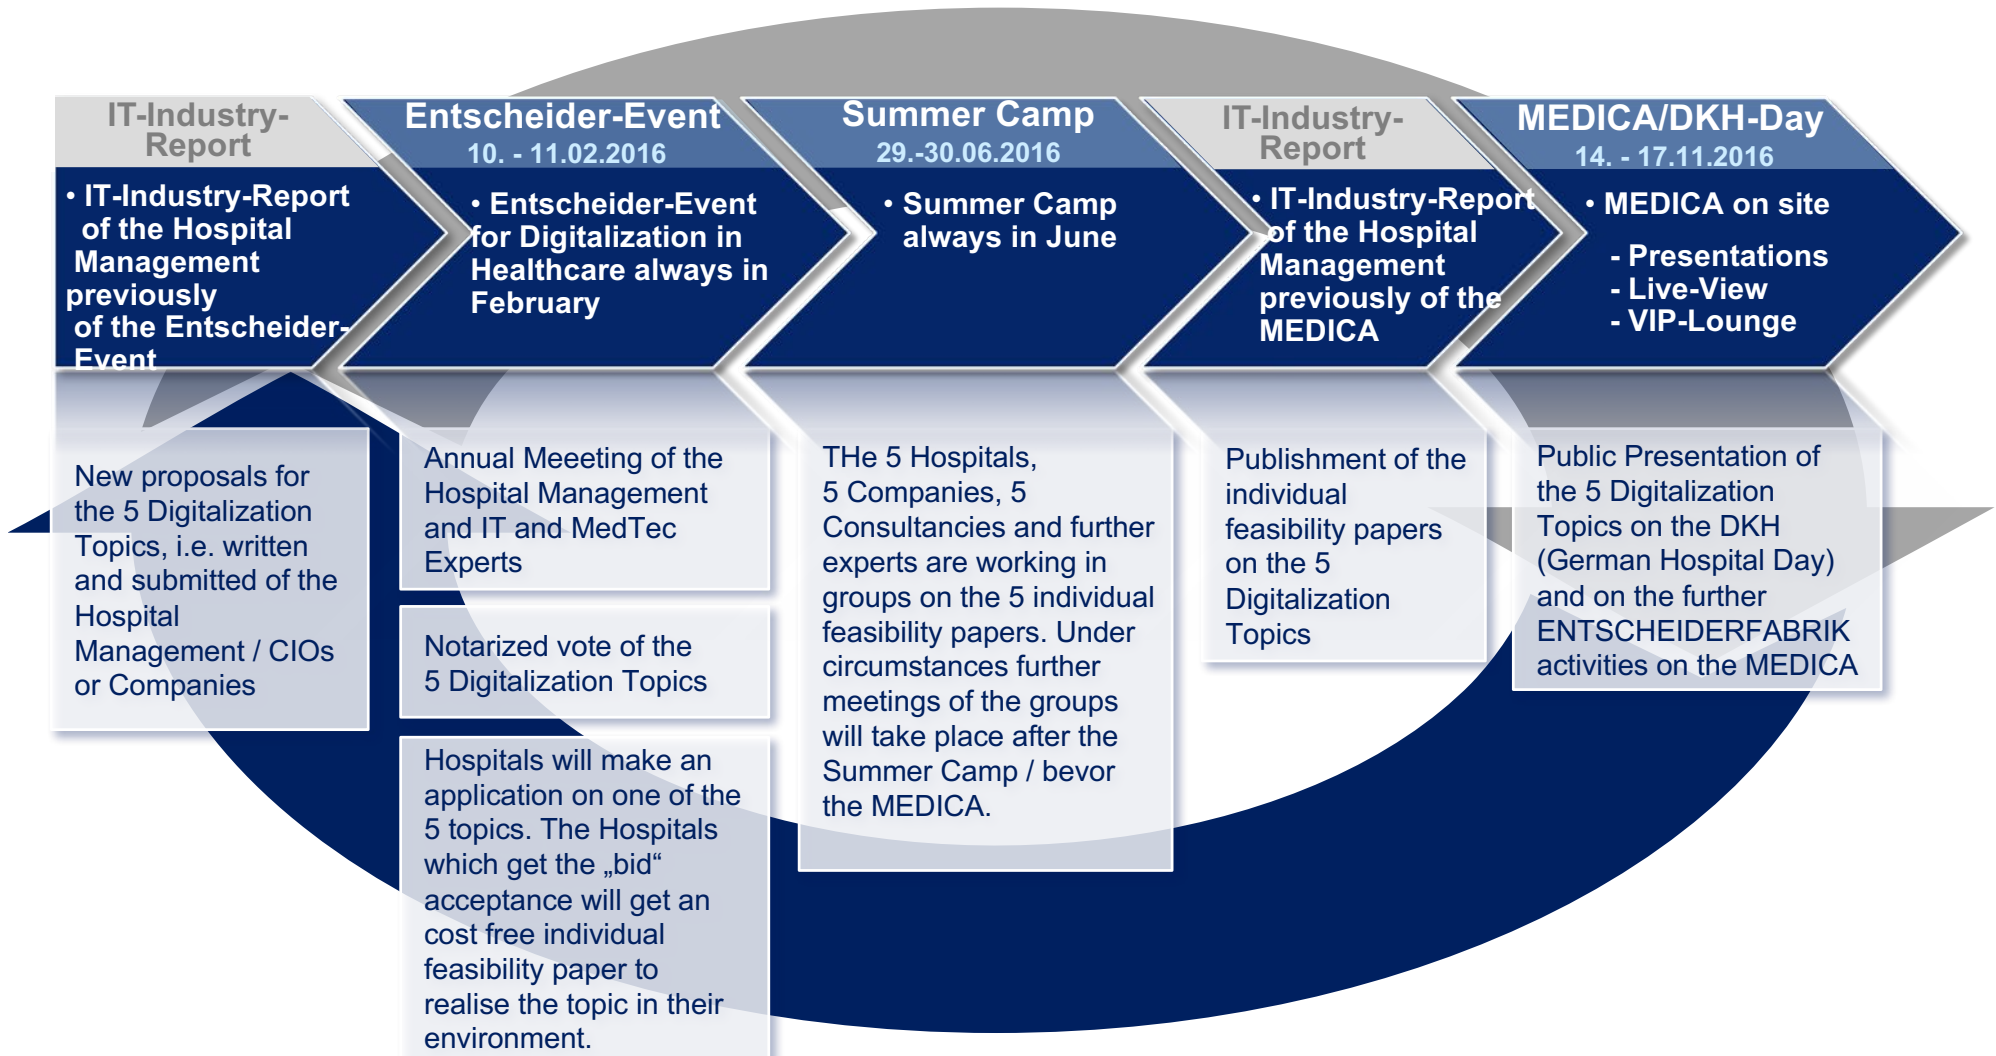 IT-Industry-
Report
• IT-Industry-Report
of the Hospital
Management
previously
of the Entscheider-
Event
New proposals for
the 5 Digitalization
Topics, i.e. written
and submitted of the
Hospital
Management / CIOs
or Companies
Entscheider-Event
10. - 11.02.2016
• Entscheider-Event
for Digitalization in
Healthcare always in
February
Annual Meeeting of the
Hospital Management
and IT and MedTec
Experts
Notarized vote of the
5 Digitalization Topics
Hospitals will make an
application on one of the
5 topics. The Hospitals
which get the „bid“
acceptance will get an
cost free individual
feasibility paper to
realise the topic in their
environment.
Summer Camp
29.-30.06.2016
• Summer Camp
always in June
THe 5 Hospitals,
5 Companies, 5
Consultancies and further
experts are working in
groups on the 5 individual
feasibility papers. Under
circumstances further
meetings of the groups
will take place after the
Summer Camp / bevor
the MEDICA.
IT-Industry-
Report
• IT-Industry-Report
of the Hospital
Management
previously of the
MEDICA
Publishment of the
individual
feasibility papers
on the 5
Digitalization
Topics
MEDICA/DKH-Day
14. - 17.11.2016
• MEDICA on site
- Presentations
- Live-View
- VIP-Lounge
Public Presentation of
the 5 Digitalization
Topics on the DKH
(German Hospital Day)
and on the further
ENTSCHEIDERFABRIK
activities on the MEDICA